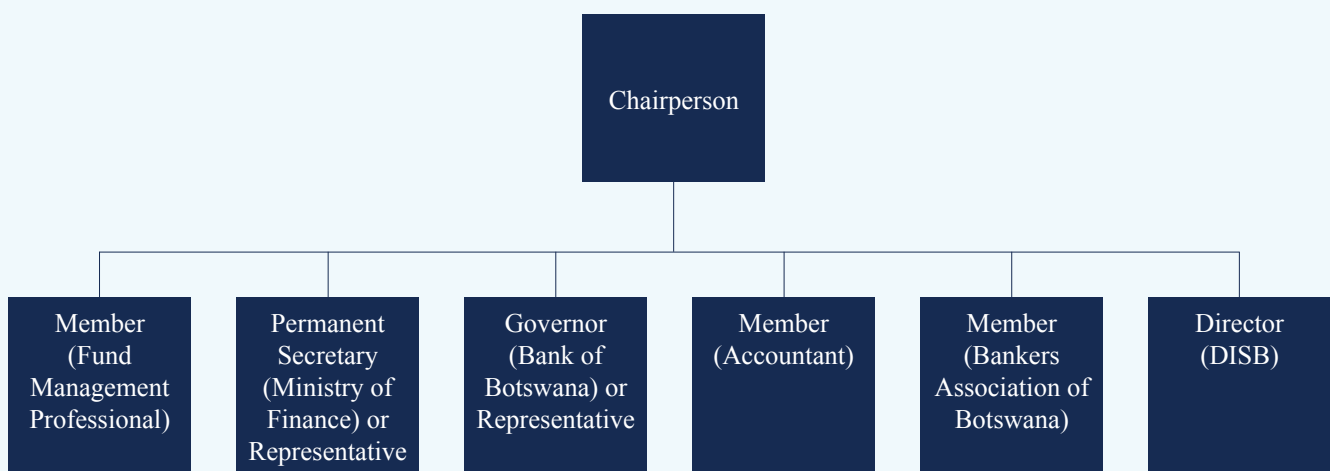 Chairperson
Member
(Fund
Management
Professional)
Permanent
Secretary
(Ministry of
Finance) or
Representative
Governor
(Bank of
Botswana) or
Representative
Member
(Accountant)
Member
(Bankers
Association of
Botswana)
Director
(DISB)